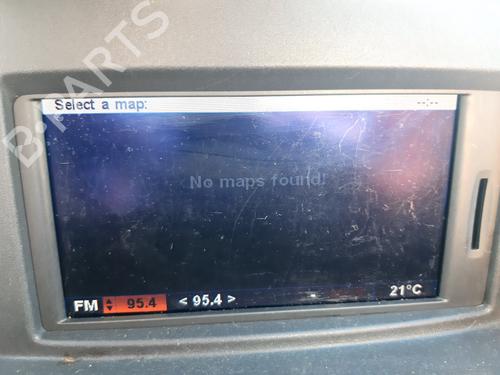 B-PARTS
Select a map: --:--
No maps found!
FM 95.4 < 95.4 > 21°C